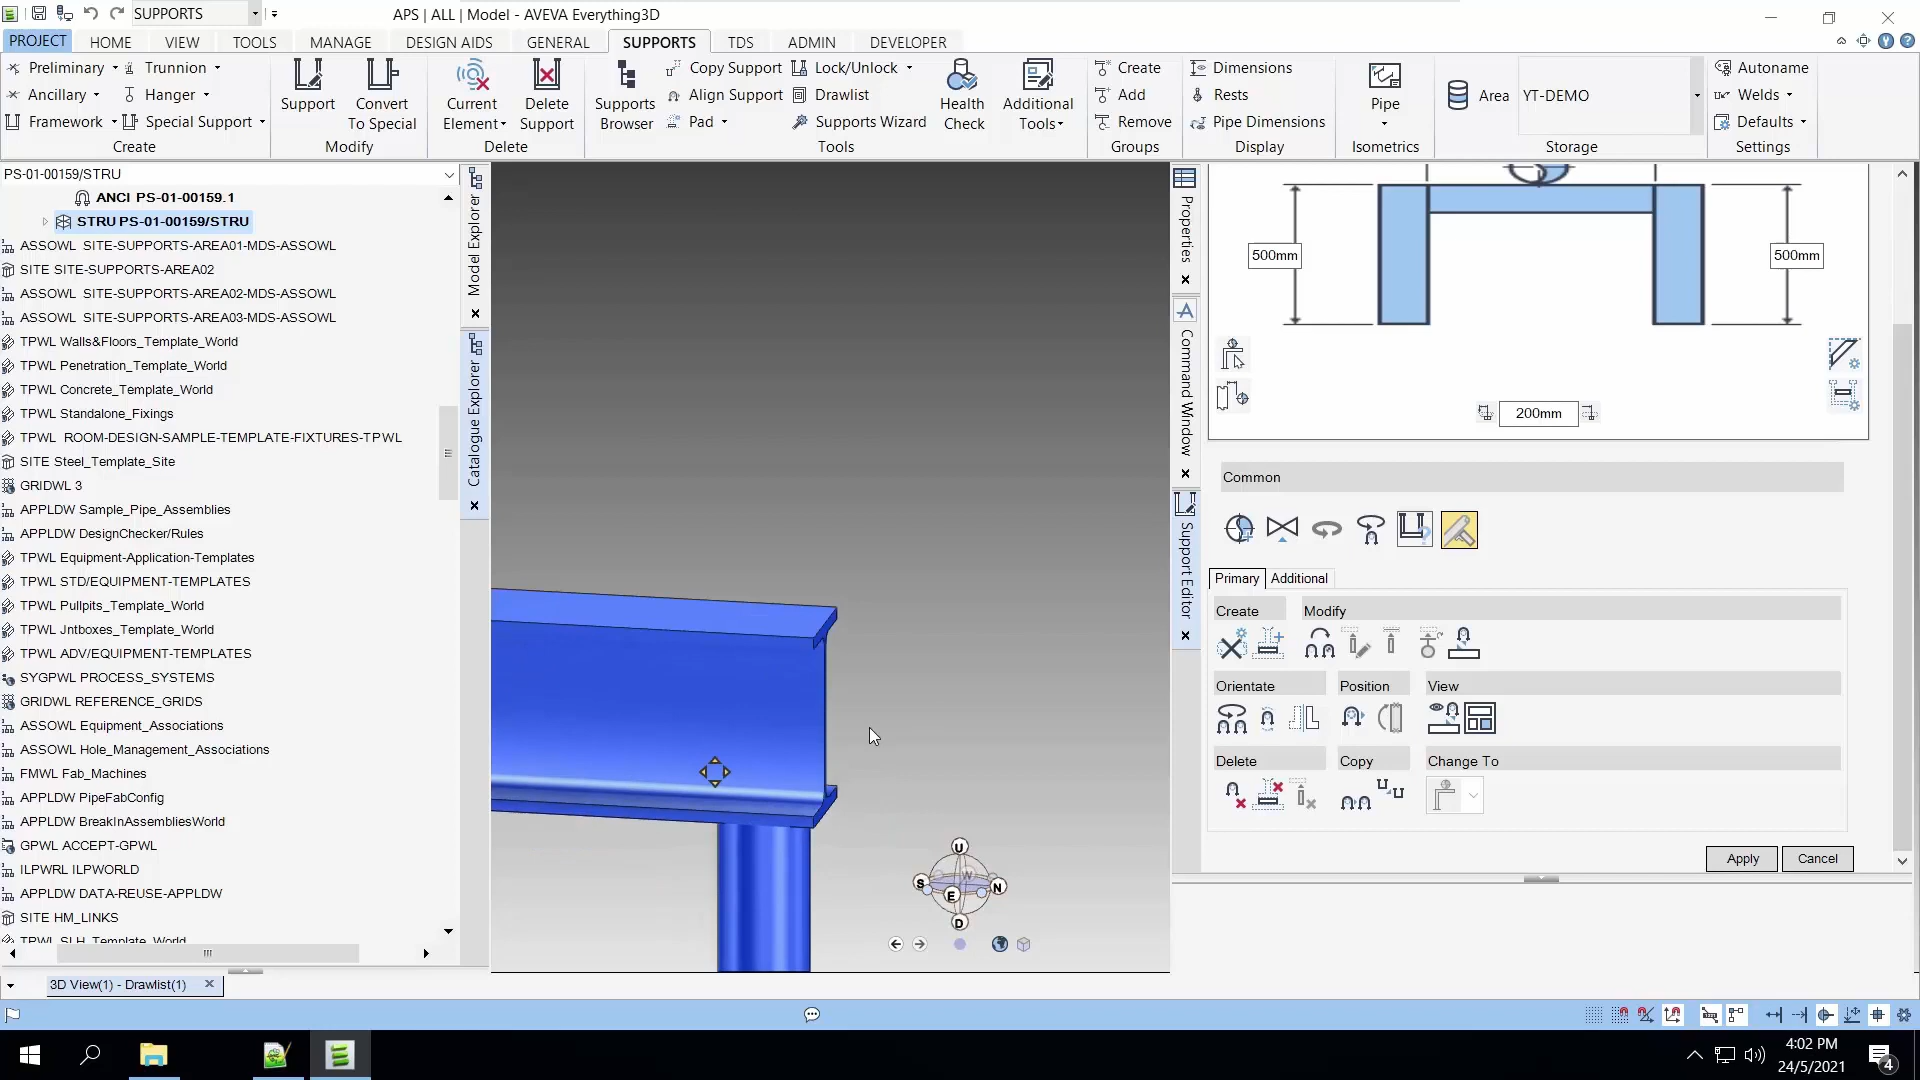 SUPPORTS
APS | ALL | Model - AVEVA Everything3D
PROJECT HOME VIEW TOOLS MANAGE DESIGN AIDS GENERAL SUPPORTS TDS ADMIN DEVELOPER
Preliminary Trunnion
Ancillary Hanger
Framework Special Support
Create
Support
Convert To Special
Modify
Current Element
Delete Support
Delete
Supports Browser
Copy Support Lock/Unlock
Align Support Drawlist
Pad Supports Wizard
Health Check
Additional Tools
Tools
Create
Add
Remove
Groups
Dimensions
Rests
Pipe Dimensions
Display
Pipe
Isometrics
Area YT-DEMO
Storage
Autoname
Welds
Defaults
Settings
PS-01-00159/STRU
ANCI PS-01-00159.1
STRU PS-01-00159/STRU
ASSOWL SITE-SUPPORTS-AREA01-MDS-ASSOWL
SITE SITE-SUPPORTS-AREA02
ASSOWL SITE-SUPPORTS-AREA02-MDS-ASSOWL
ASSOWL SITE-SUPPORTS-AREA03-MDS-ASSOWL
TPWL Walls&Floors_Template_World
TPWL Penetration_Template_World
TPWL Concrete_Template_World
TPWL Standalone_Fixings
TPWL ROOM-DESIGN-SAMPLE-TEMPLATE-FIXTURES-TPWL
SITE Steel_Template_Site
GRIDWL 3
APPLDW Sample_Pipe_Assemblies
APPLDW DesignChecker/Rules
TPWL Equipment-Application-Templates
TPWL STD/EQUIPMENT-TEMPLATES
TPWL Pullpits_Template_World
TPWL Jntboxes_Template_World
TPWL ADV/EQUIPMENT-TEMPLATES
SYGPWL PROCESS_SYSTEMS
GRIDWL REFERENCE_GRIDS
ASSOWL Equipment_Associations
ASSOWL Hole_Management_Associations
FMWL Fab_Machines
APPLDW PipeFabConfig
APPLDW BreakInAssembliesWorld
GPWL ACCEPT-GPWL
ILPWRL ILPWORLD
APPLDW DATA-REUSE-APPLDW
SITE HM_LINKS
TPWL SLH_Template_World
Model Explorer
Catalogue Explorer
U
S W N
E
D
Properties
Command Window
Support Editor
500mm
500mm
200mm
Common
Primary Additional
Create Modify
Orientate Position View
Delete Copy Change To
Apply Cancel
3D View(1) - Drawlist(1)
4:02 PM
24/5/2021
4